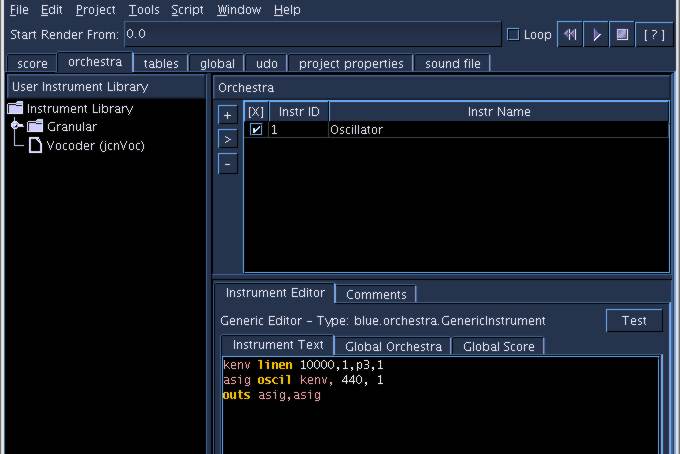 File Edit Project Tools Script Window Help
Start Render From: 0.0 Loop [ ? ]
score orchestra tables global udo project properties sound file
User Instrument Library
Instrument Library
Granular
Vocoder (jcnVoc)
Orchestra
+
>
-
[X] Instr ID Instr Name
1 Oscillator
Instrument Editor Comments
Generic Editor - Type: blue.orchestra.GenericInstrument Test
Instrument Text Global Orchestra Global Score
kenv linen 10000,1,p3,1
asig oscil kenv, 440, 1
outs asig,asig